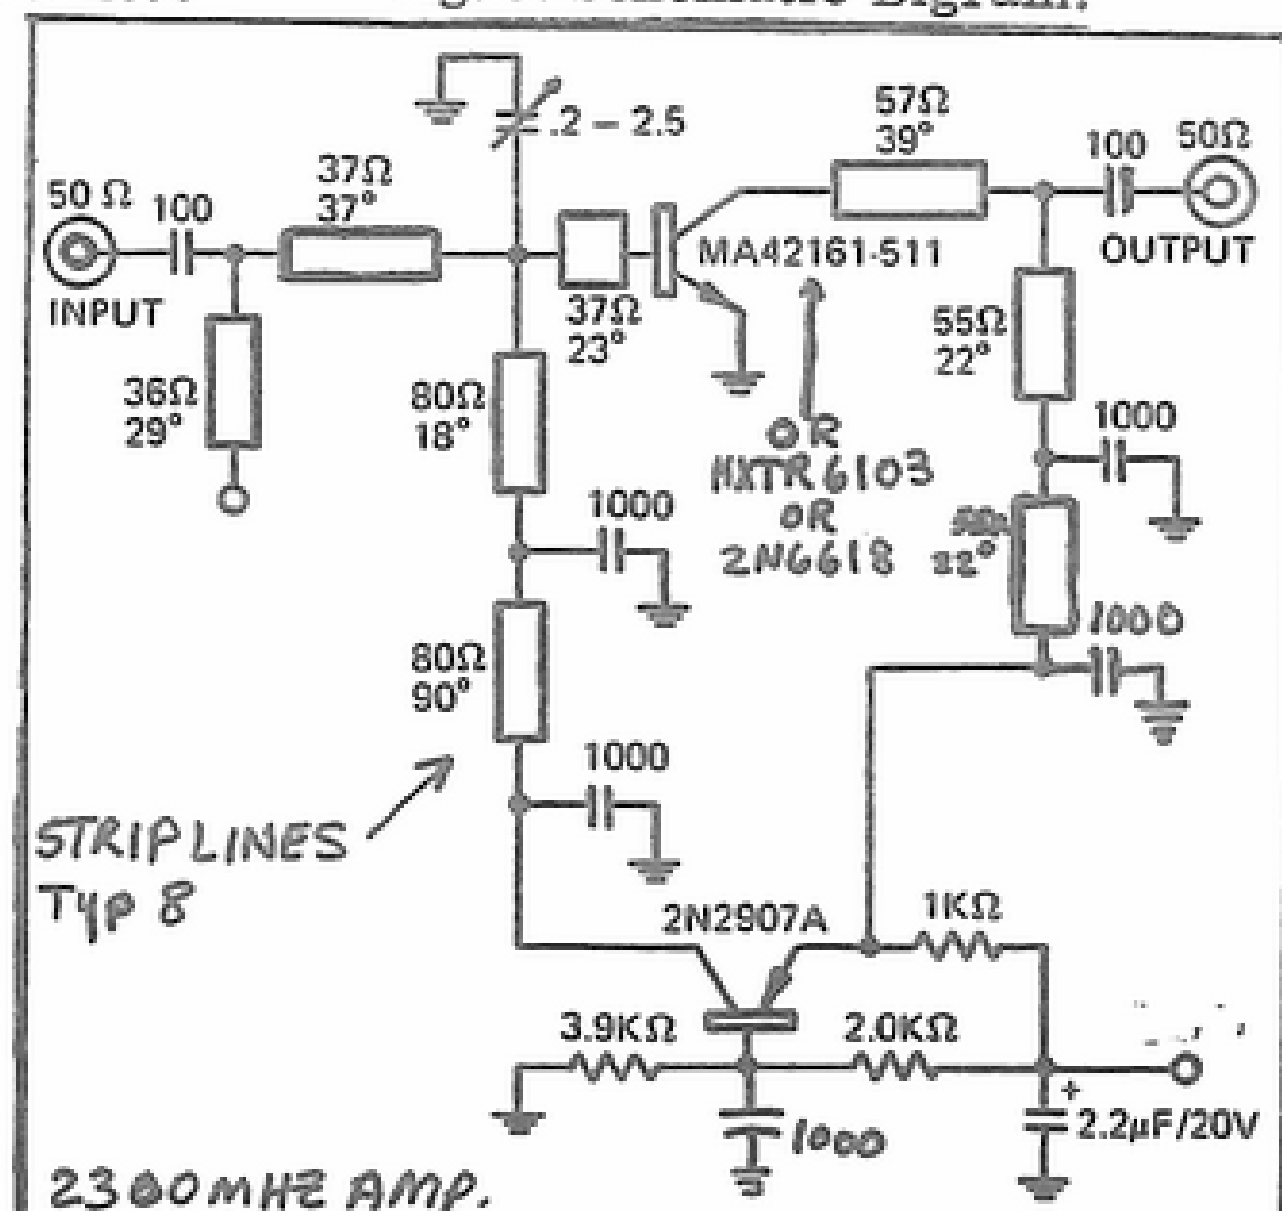 .2 – 2.5
57Ω
39°
100
50Ω
OUTPUT
50 Ω
100
37Ω
37°
INPUT
MA42161-511
37Ω
23°
36Ω
29°
80Ω
18°
55Ω
22°
1000
OR
HXTR6103
OR
2N6618
1000
22°
1000
80Ω
90°
1000
STRIPLINES
TYP 8
2N2907A
1KΩ
3.9KΩ
2.0KΩ
+
2.2µF/20V
1000
2300 MHZ AMP.